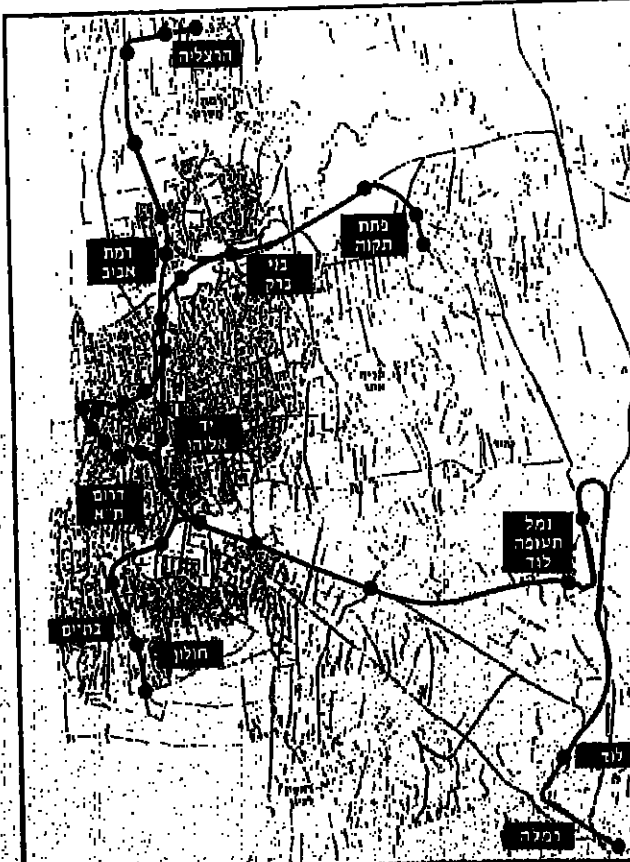 הרצליה
רמת
אביב
בני
ברק
פתח
תקוה
יד
אליהו
דרום
ת"א
נמל
תעופה
לוד
בת-ים
חולון
לוד
רמלה